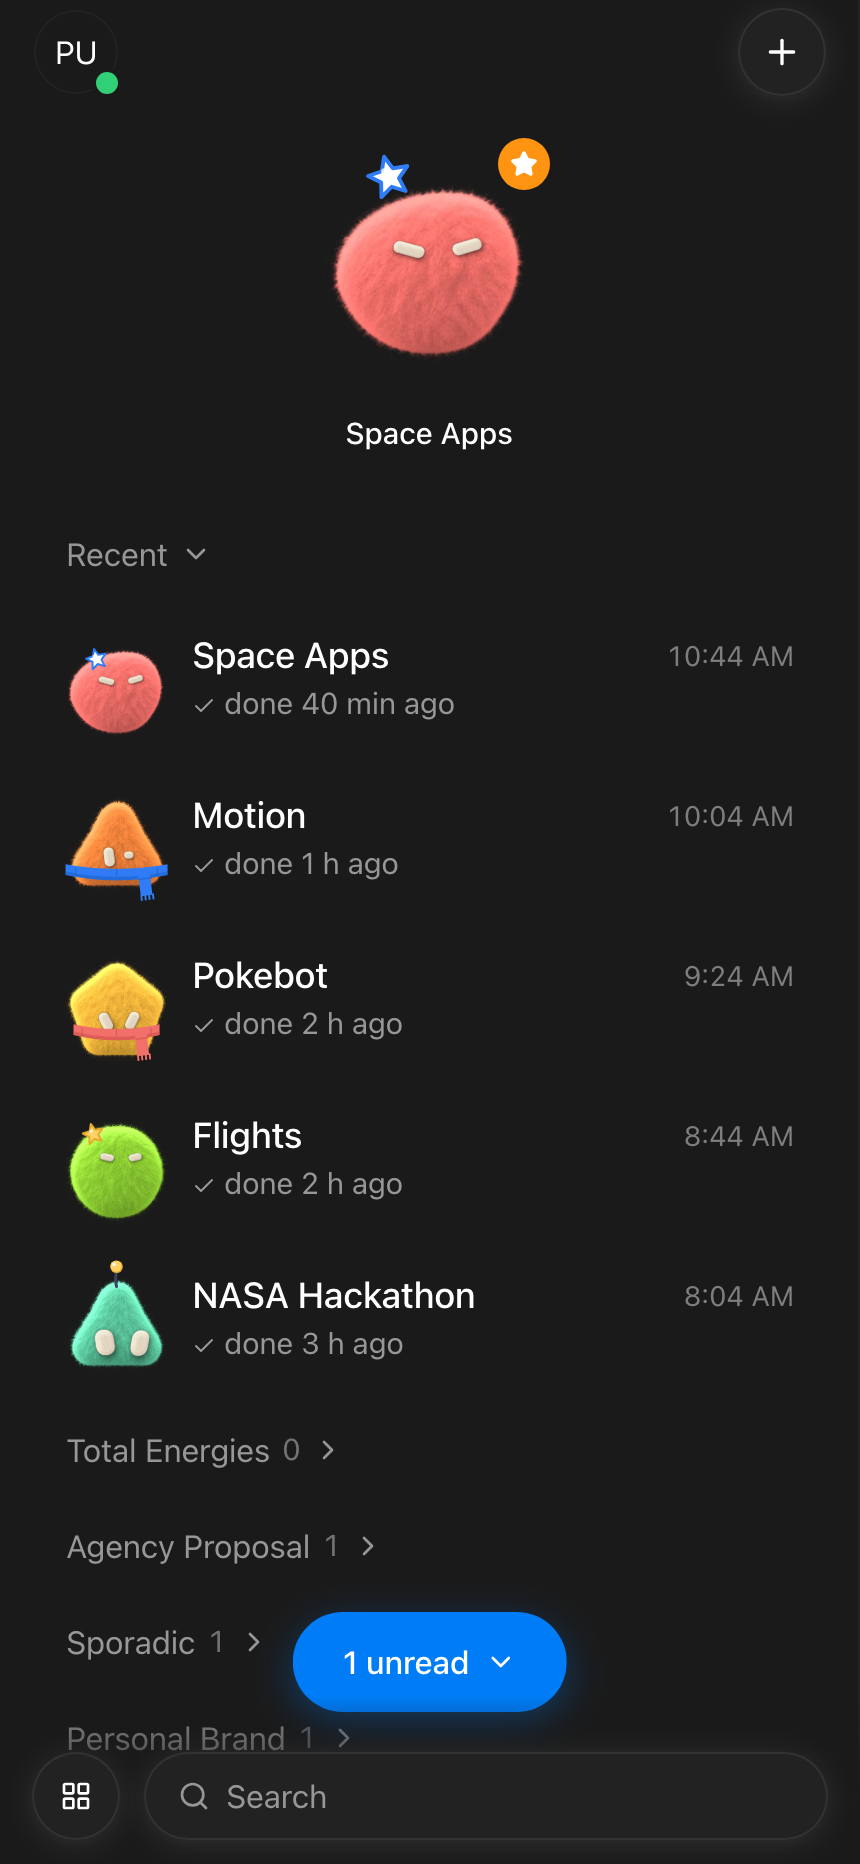 PU
Space Apps
Recent
Space Apps 10:44 AM
done 40 min ago
Motion 10:04 AM
done 1 h ago
Pokebot 9:24 AM
done 2 h ago
Flights 8:44 AM
done 2 h ago
NASA Hackathon 8:04 AM
done 3 h ago
Total Energies 0
Agency Proposal 1
Sporadic 1
1 unread
Personal Brand 1
Search